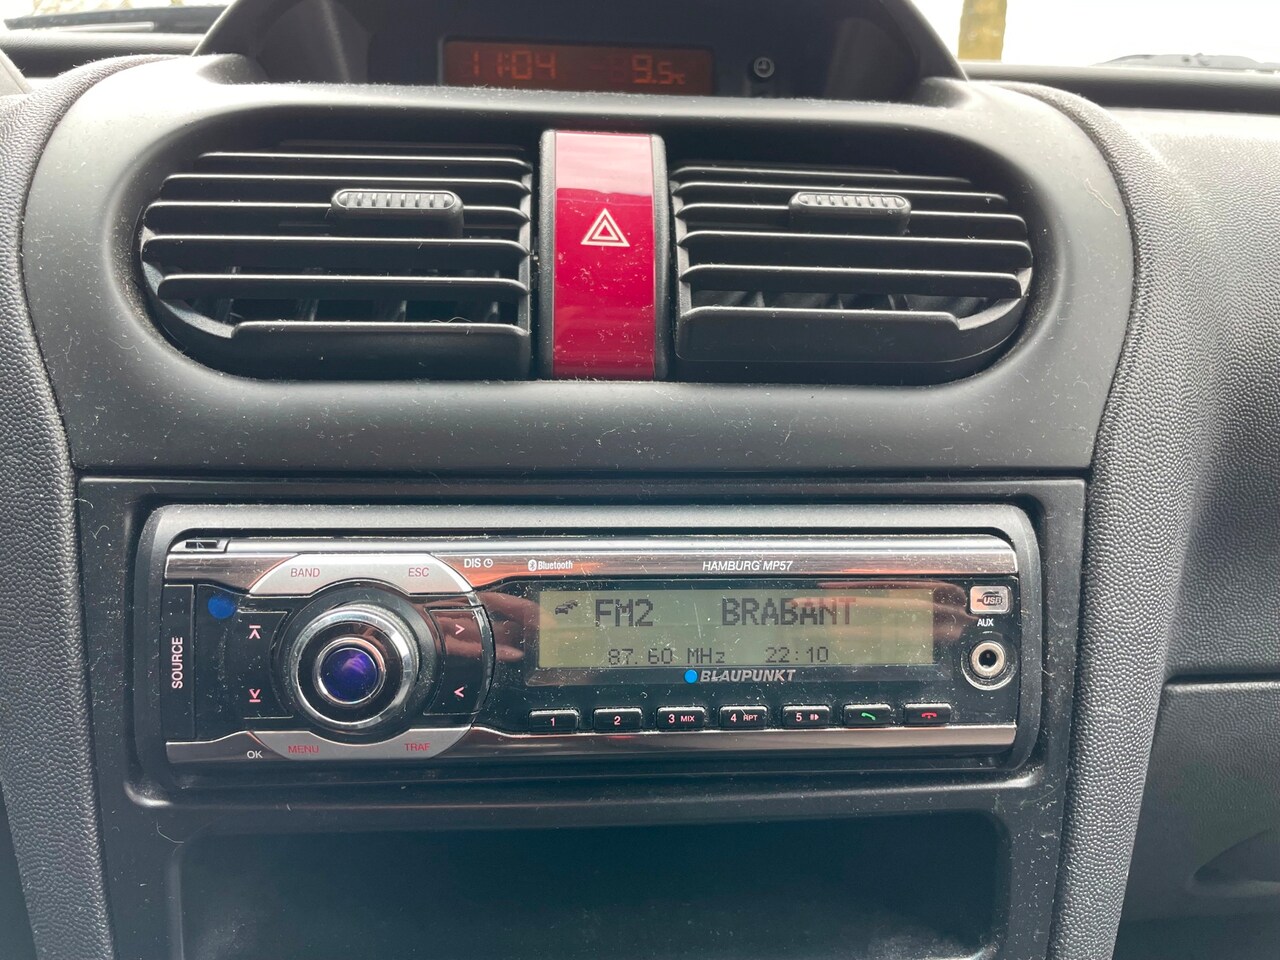 11:04 9.5°C
BAND ESC DIS Bluetooth HAMBURG MP57
FM2 BRABANT
USB
AUX
SOURCE
87.60 MHz 22:10
BLAUPUNKT
1 2 3 MIX 4 RPT 5
OK MENU TRAF